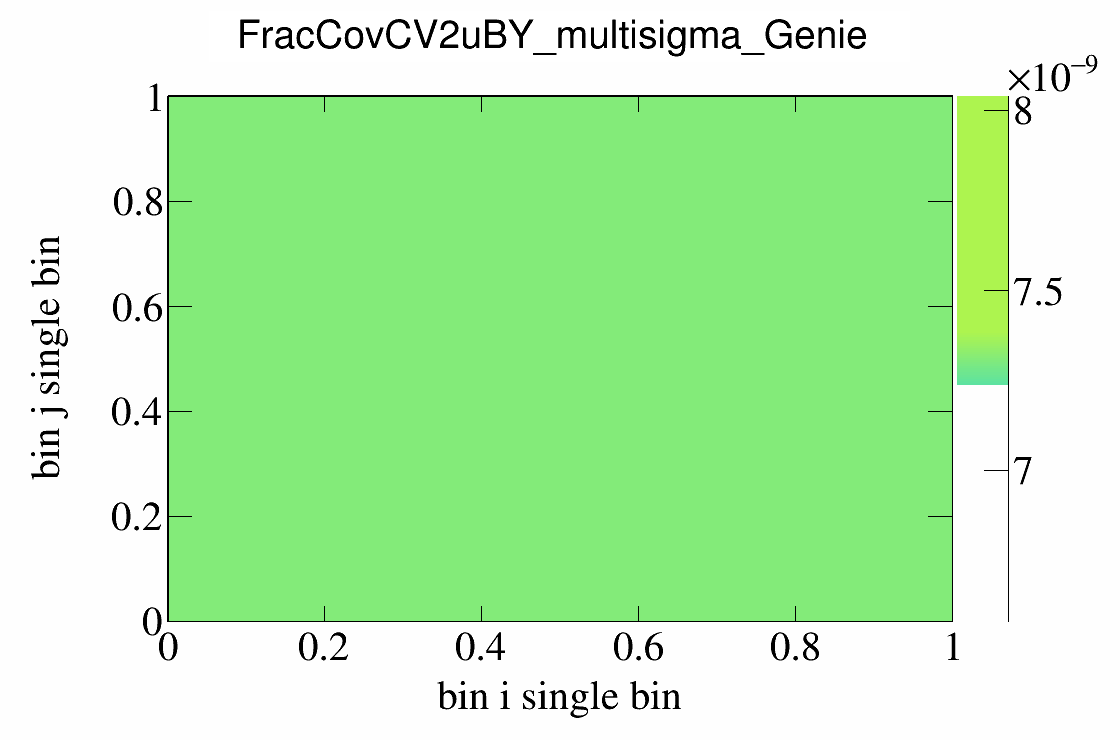 FracCovCV2uBY_multisigma_Genie
×10⁻⁹
1
0.8
0.6
0.4
0.2
0
8
7.5
7
0 0.2 0.4 0.6 0.8 1
bin j single bin
bin i single bin